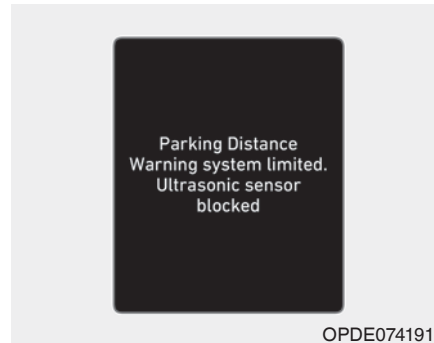 Parking Distance
Warning system limited.
Ultrasonic sensor
blocked
OPDE074191